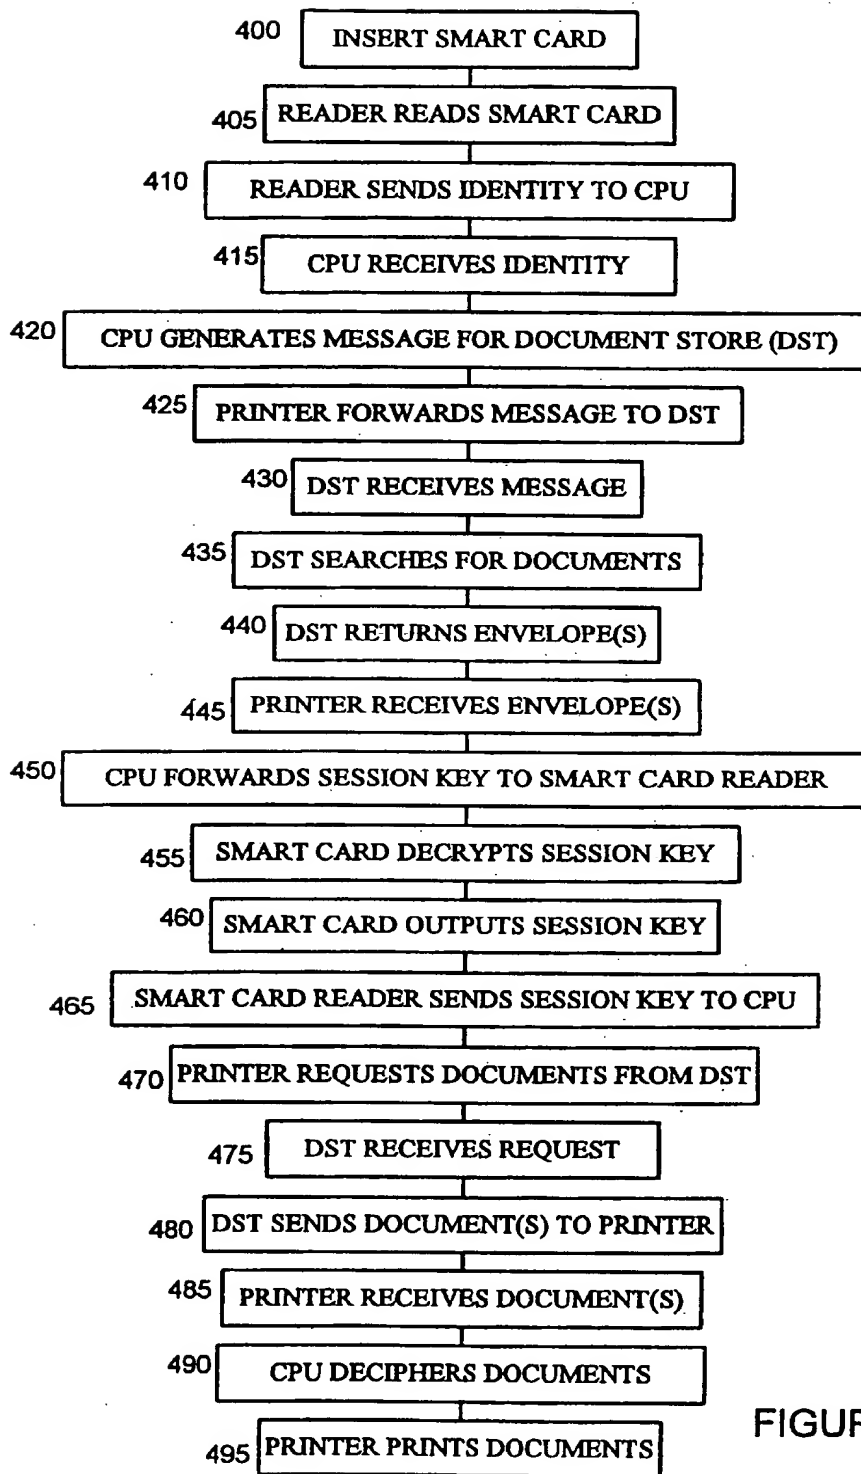 400 INSERT SMART CARD
405 READER READS SMART CARD
410 READER SENDS IDENTITY TO CPU
415 CPU RECEIVES IDENTITY
420 CPU GENERATES MESSAGE FOR DOCUMENT STORE (DST)
425 PRINTER FORWARDS MESSAGE TO DST
430 DST RECEIVES MESSAGE
435 DST SEARCHES FOR DOCUMENTS
440 DST RETURNS ENVELOPE(S)
445 PRINTER RECEIVES ENVELOPE(S)
450 CPU FORWARDS SESSION KEY TO SMART CARD READER
455 SMART CARD DECRYPTS SESSION KEY
460 SMART CARD OUTPUTS SESSION KEY
465 SMART CARD READER SENDS SESSION KEY TO CPU
470 PRINTER REQUESTS DOCUMENTS FROM DST
475 DST RECEIVES REQUEST
480 DST SENDS DOCUMENT(S) TO PRINTER
485 PRINTER RECEIVES DOCUMENT(S)
490 CPU DECIPHERS DOCUMENTS
495 PRINTER PRINTS DOCUMENTS
FIGUR